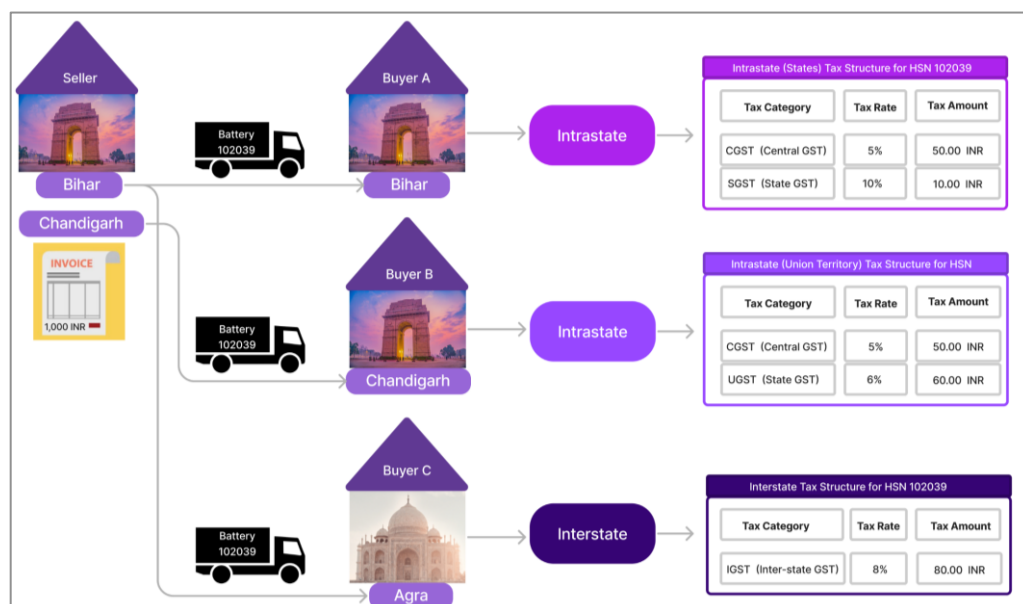 Seller
Bihar
Chandigarh
INVOICE
1,000 INR
Battery
102039
Buyer A
Bihar
Intrastate
Intrastate (States) Tax Structure for HSN 102039
Tax Category Tax Rate Tax Amount
CGST (Central GST) 5% 50.00 INR
SGST (State GST) 10% 10.00 INR
Battery
102039
Buyer B
Chandigarh
Intrastate
Intrastate (Union Territory) Tax Structure for HSN
Tax Category Tax Rate Tax Amount
CGST (Central GST) 5% 50.00 INR
UGST (State GST) 6% 60.00 INR
Battery
102039
Buyer C
Agra
Interstate
Interstate Tax Structure for HSN 102039
Tax Category Tax Rate Tax Amount
IGST (Inter-state GST) 8% 80.00 INR